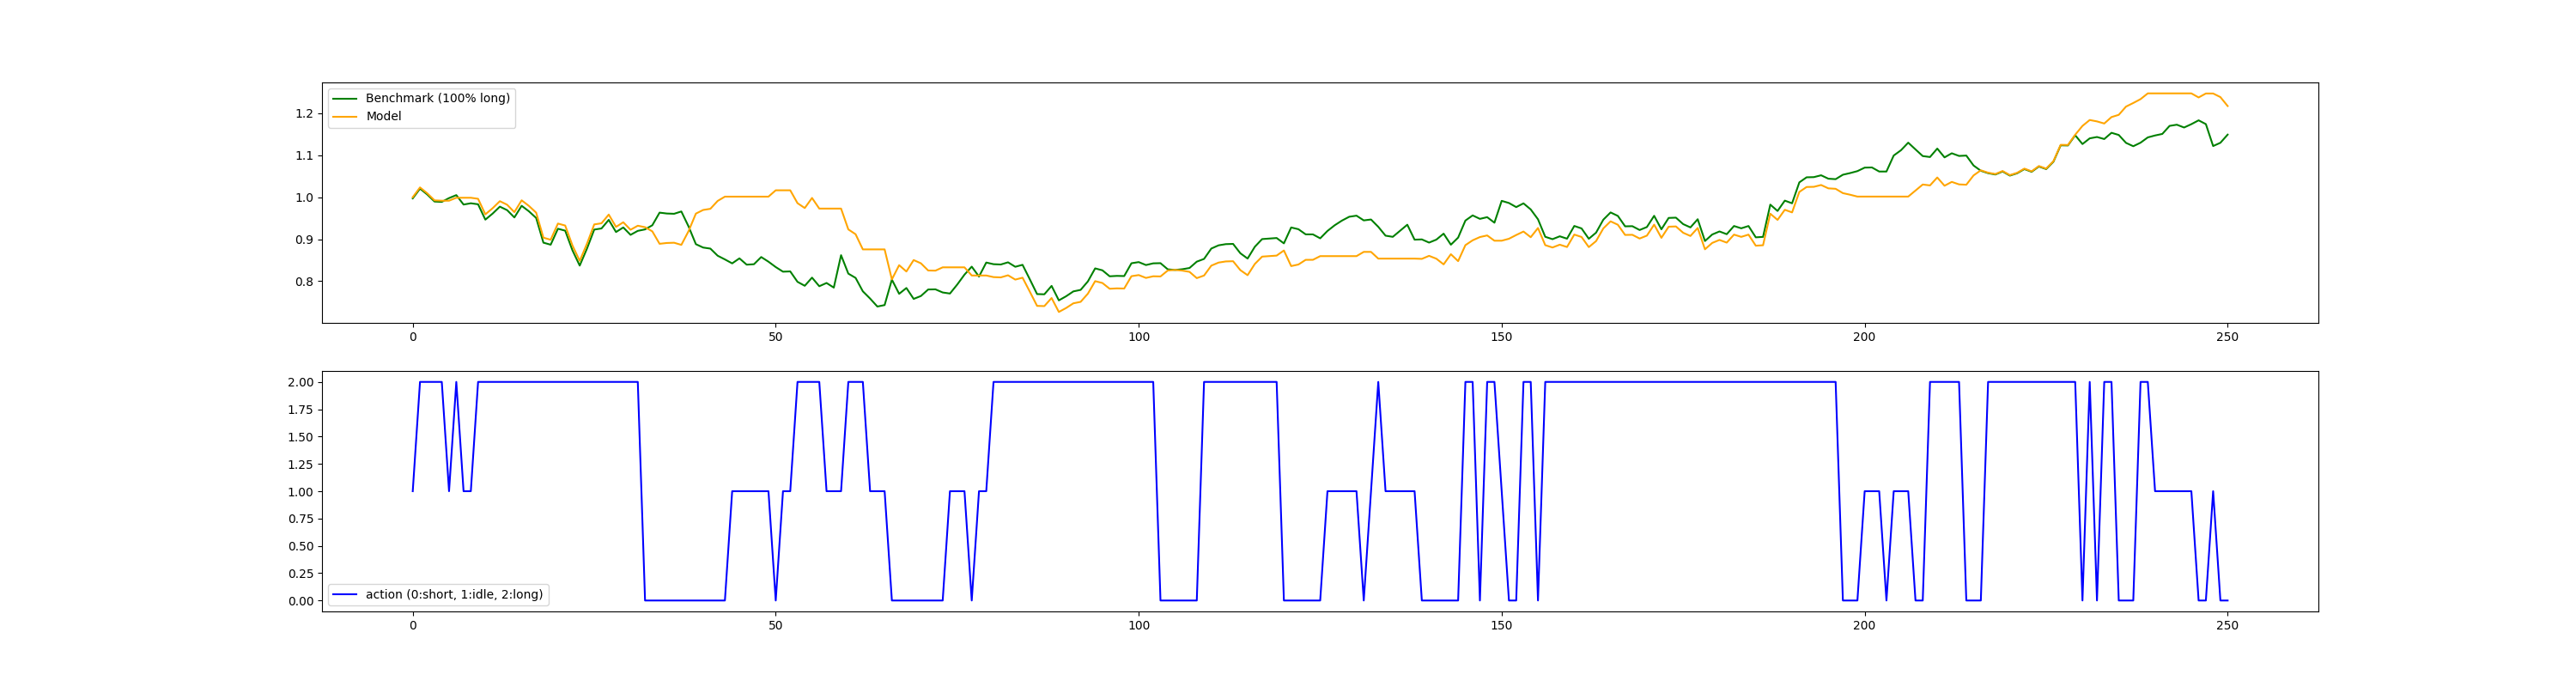 Benchmark (100% long)
Model
1.2
1.1
1.0
0.9
0.8
0 50 100 150 200 250
2.00
1.75
1.50
1.25
1.00
0.75
0.50
0.25
0.00
action (0:short, 1:idle, 2:long)
0 50 100 150 200 250